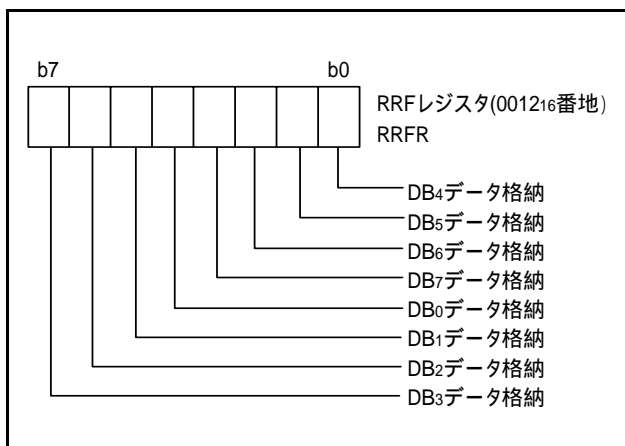 b7 b0
RRFレジスタ(001216番地)
RRFR
DB4データ格納
DB5データ格納
DB6データ格納
DB7データ格納
DB0データ格納
DB1データ格納
DB2データ格納
DB3データ格納